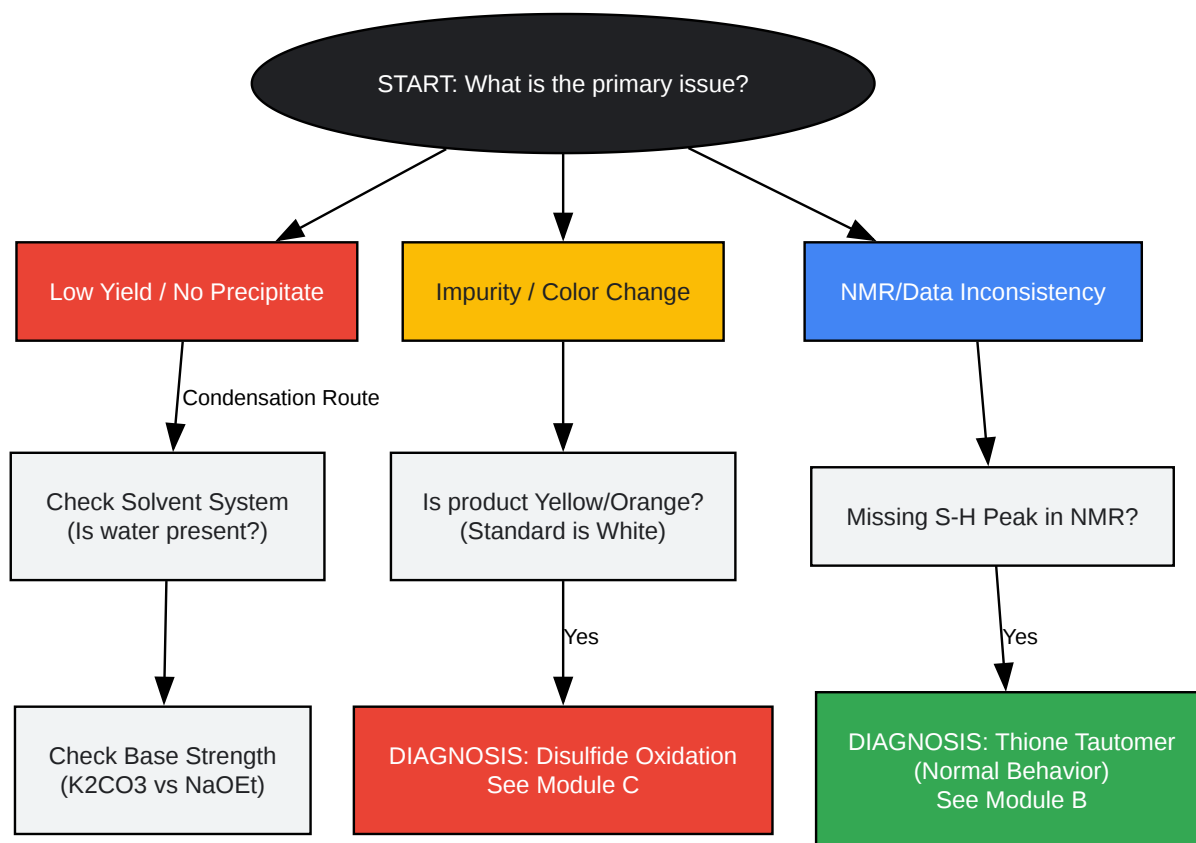 START: What is the primary issue?
Low Yield / No Precipitate
Impurity / Color Change
NMR/Data Inconsistency
Condensation Route
Check Solvent System
(Is water present?)
Is product Yellow/Orange?
(Standard is White)
Missing S-H Peak in NMR?
Yes
Yes
Check Base Strength
(K2CO3 vs NaOEt)
DIAGNOSIS: Disulfide Oxidation
See Module C
DIAGNOSIS: Thione Tautomer
(Normal Behavior)
See Module B